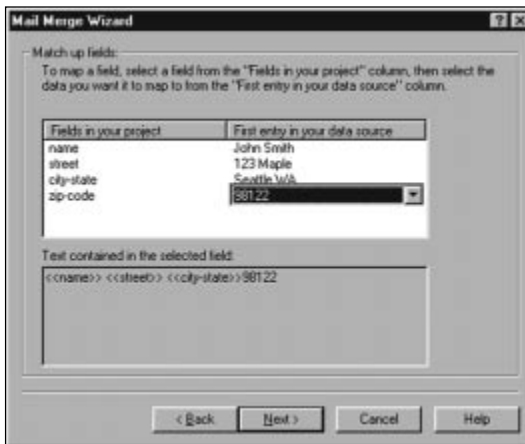 Mail Merge Wizard
Match up fields:
To map a field, select a field from the "Fields in your project" column, then select the
data you want it to map to from the "First entry in your data source" column.
Fields in your project First entry in your data source
name John Smith
street 123 Maple
city-state Seattle WA
zip-code 98122
Text contained in the selected field:
<<name>> <<street>> <<city-state>>98122
< Back Next > Cancel Help